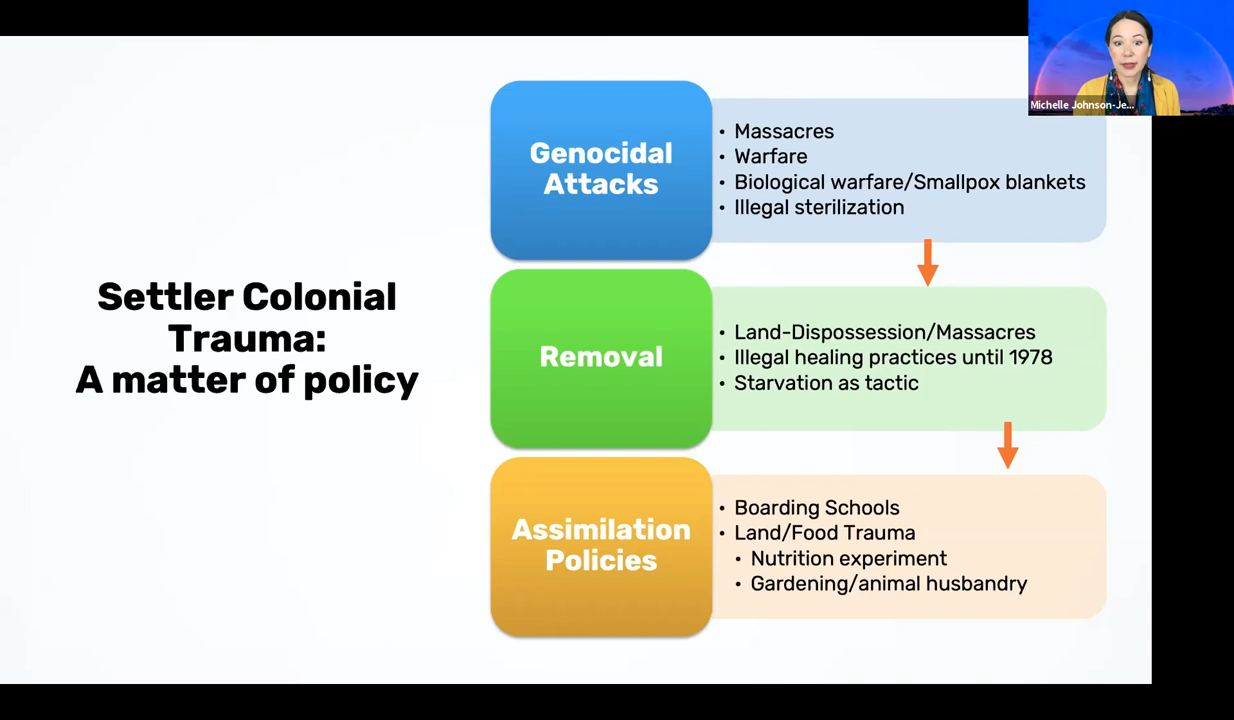 Michelle Johnson-Je...
Settler Colonial
Trauma:
A matter of policy
Genocidal
Attacks
• Massacres
• Warfare
• Biological warfare/Smallpox blankets
• Illegal sterilization
Removal
• Land-Dispossession/Massacres
• Illegal healing practices until 1978
• Starvation as tactic
Assimilation
Policies
• Boarding Schools
• Land/Food Trauma
• Nutrition experiment
• Gardening/animal husbandry